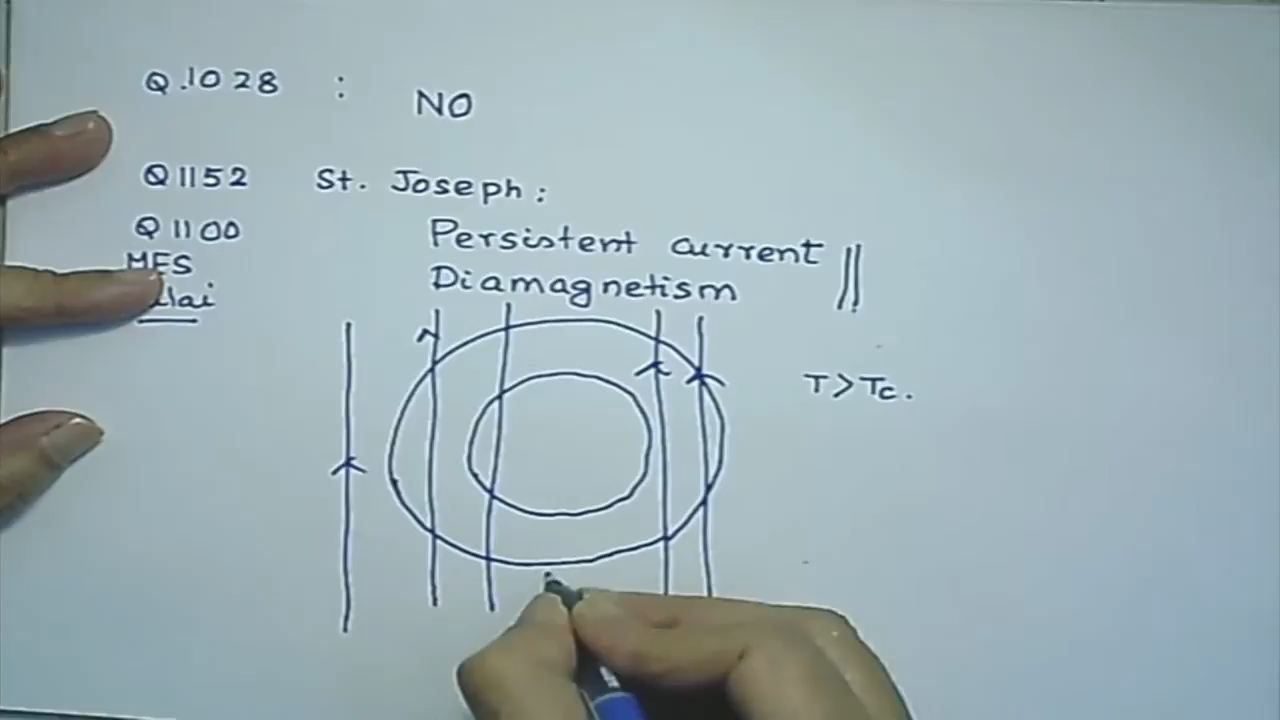 Q.1028 : NO
Q1152 St. Joseph:
Q1100 Persistent current
MES
Diamagnetism
T>Tc.